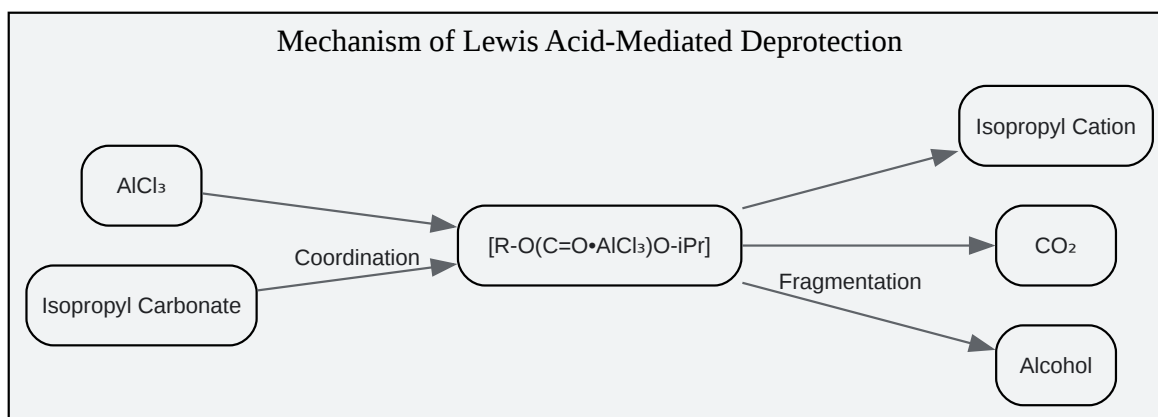 Mechanism of Lewis Acid-Mediated Deprotection
AlCl₃
Isopropyl Carbonate
Coordination
[R-O(C=O•AlCl₃)O-iPr]
Fragmentation
Isopropyl Cation
CO₂
Alcohol